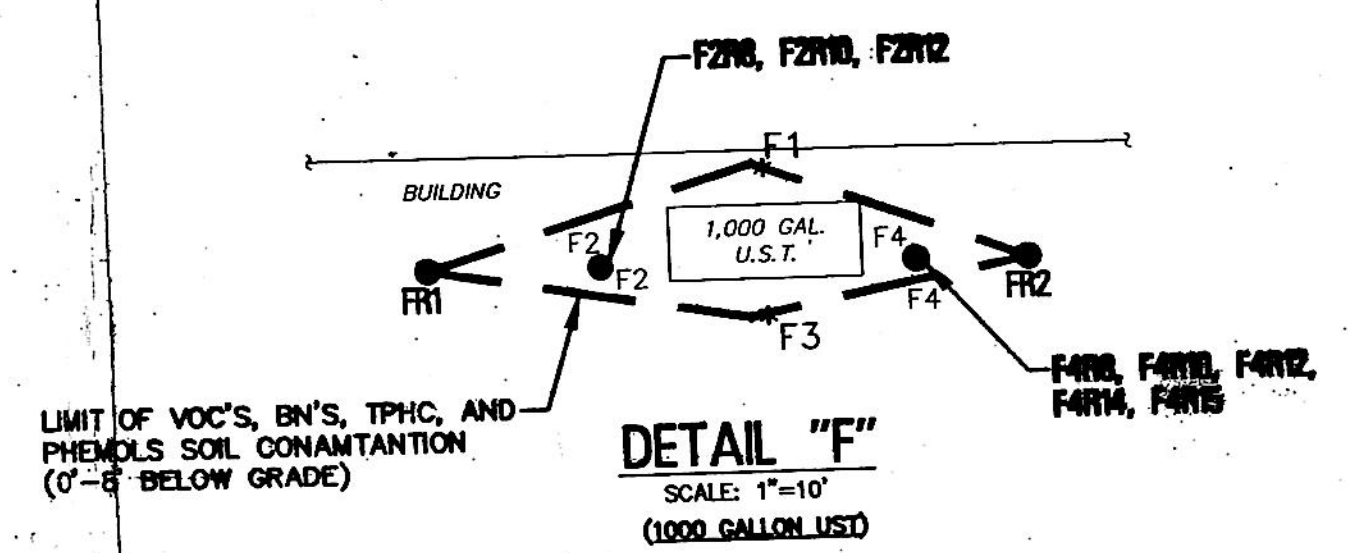 F2R8, F2R10, F2R12
F1
BUILDING
1,000 GAL.
U.S.T.
F2
F2
F4
F4
FR1
FR2
F3
F4R8, F4R10, F4R12,
F4R14, F4R15
LIMIT OF VOC'S, BN'S, TPHC, AND
PHEMOLS SOIL CONAMTANTION
(0'-8' BELOW GRADE)
DETAIL "F"
SCALE: 1"=10'
(1000 GALLON UST)